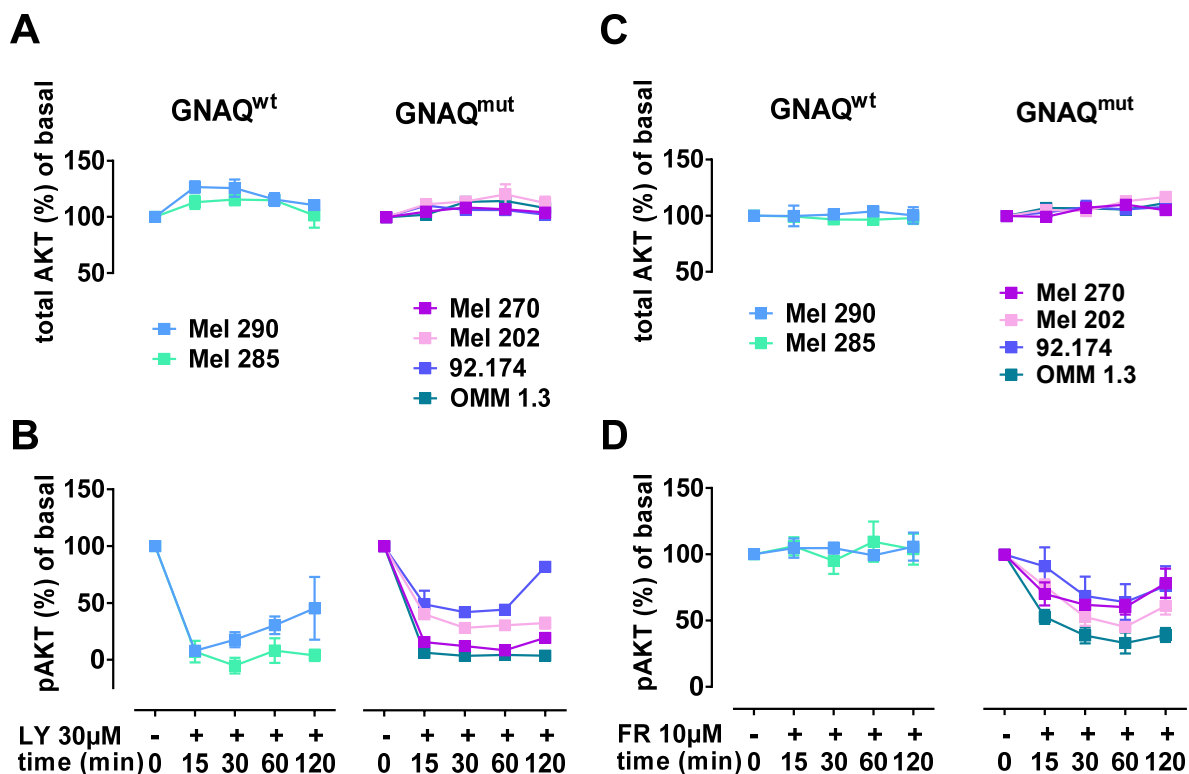 A
GNAQwt
GNAQmut
total AKT (%) of basal
150
100
50
Mel 290
Mel 285
Mel 270
Mel 202
92.174
OMM 1.3
B
pAKT (%) of basal
150
100
50
0
LY 30µM - + + + + - + + + +
time (min) 0 15 30 60 120 0 15 30 60 120
C
GNAQwt
GNAQmut
total AKT (%) of basal
150
100
50
Mel 290
Mel 285
Mel 270
Mel 202
92.174
OMM 1.3
D
pAKT (%) of basal
150
100
50
0
FR 10µM - + + + + - + + + +
time (min) 0 15 30 60 120 0 15 30 60 120